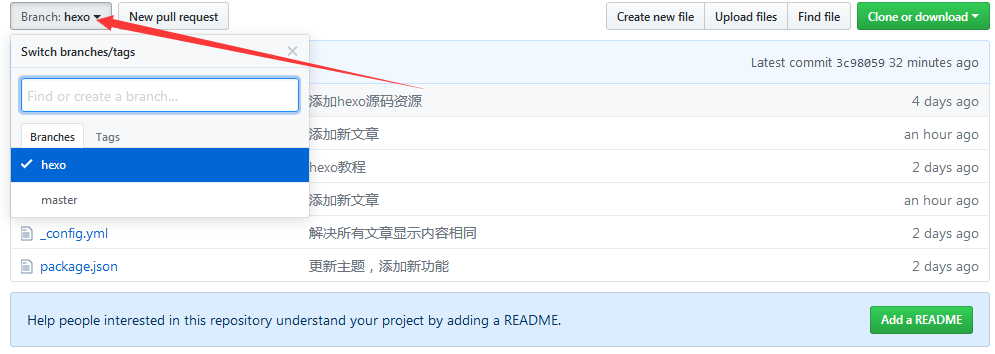 Branch: hexo New pull request Create new file Upload files Find file Clone or download
Switch branches/tags
Latest commit 3c98059 32 minutes ago
Find or create a branch...
添加hexo源码资源 4 days ago
Branches Tags
添加新文章 an hour ago
hexo
hexo教程 2 days ago
master
添加新文章 an hour ago
_config.yml 解决所有文章显示内容相同 2 days ago
package.json 更新主题，添加新功能 2 days ago
Help people interested in this repository understand your project by adding a README. Add a README